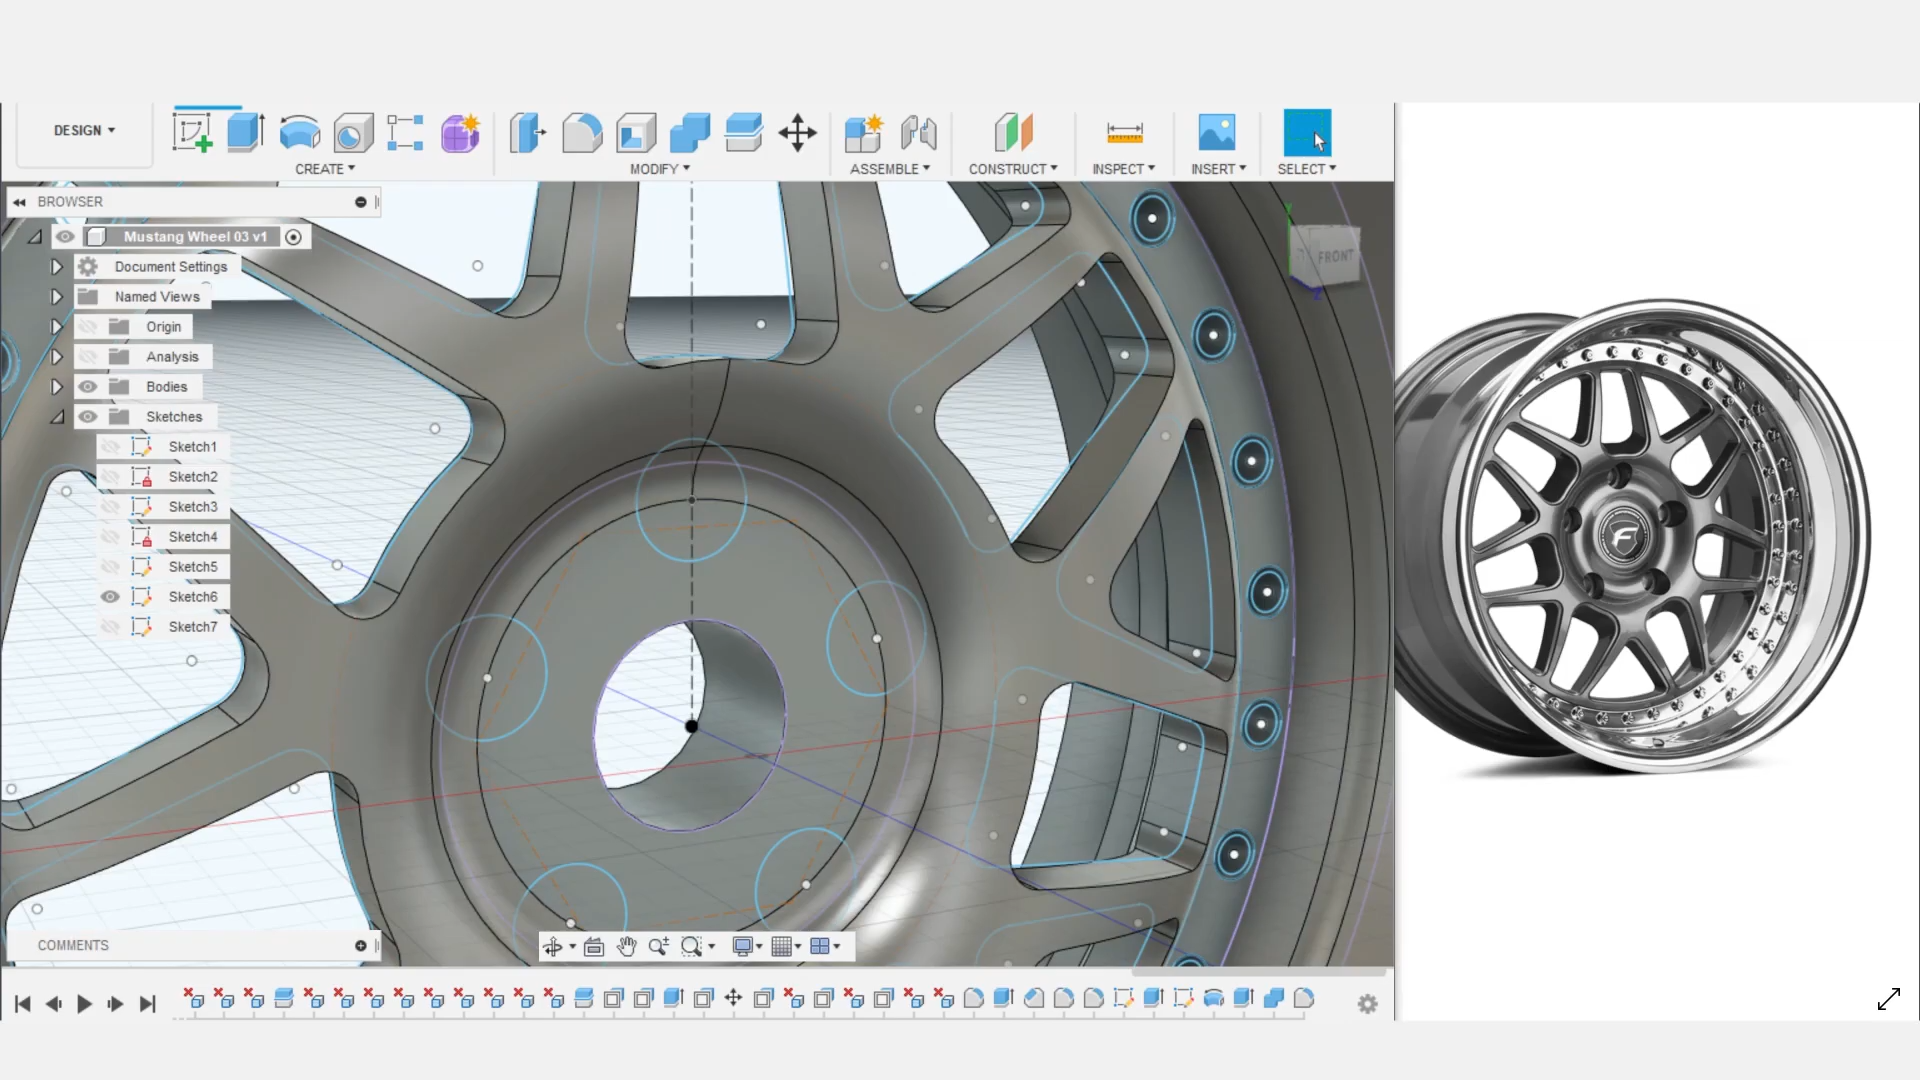 DESIGN
CREATE
MODIFY
ASSEMBLE
CONSTRUCT
INSPECT
INSERT
SELECT
BROWSER
Mustang Wheel 03 v1
Document Settings
Named Views
Origin
Analysis
Bodies
Sketches
Sketch1
Sketch2
Sketch3
Sketch4
Sketch5
Sketch6
Sketch7
FRONT
Y
Z
F
COMMENTS